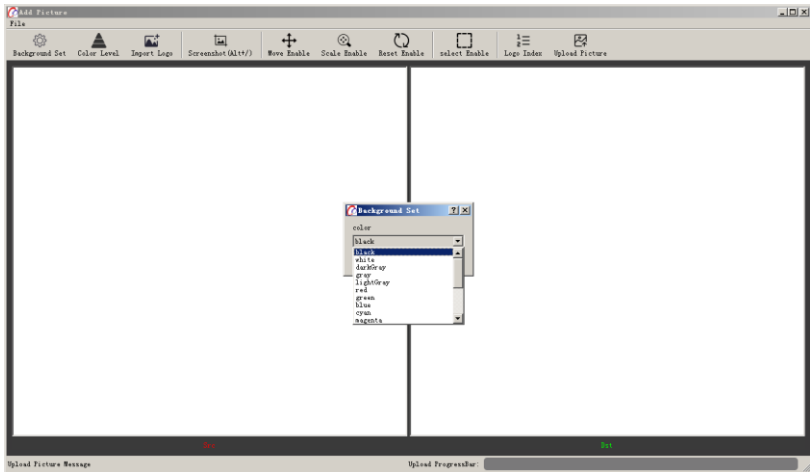 Add Picture
File
Background Set Color Level Import Logo Screenshot(Alt+/) Move Enable Scale Enable Reset Enable select Enable Logo Index Upload Picture
Background Set
color
black
black
white
darkGray
gray
lightGray
red
green
blue
cyan
magenta
Dst
Upload Picture Message Upload ProgressBar: